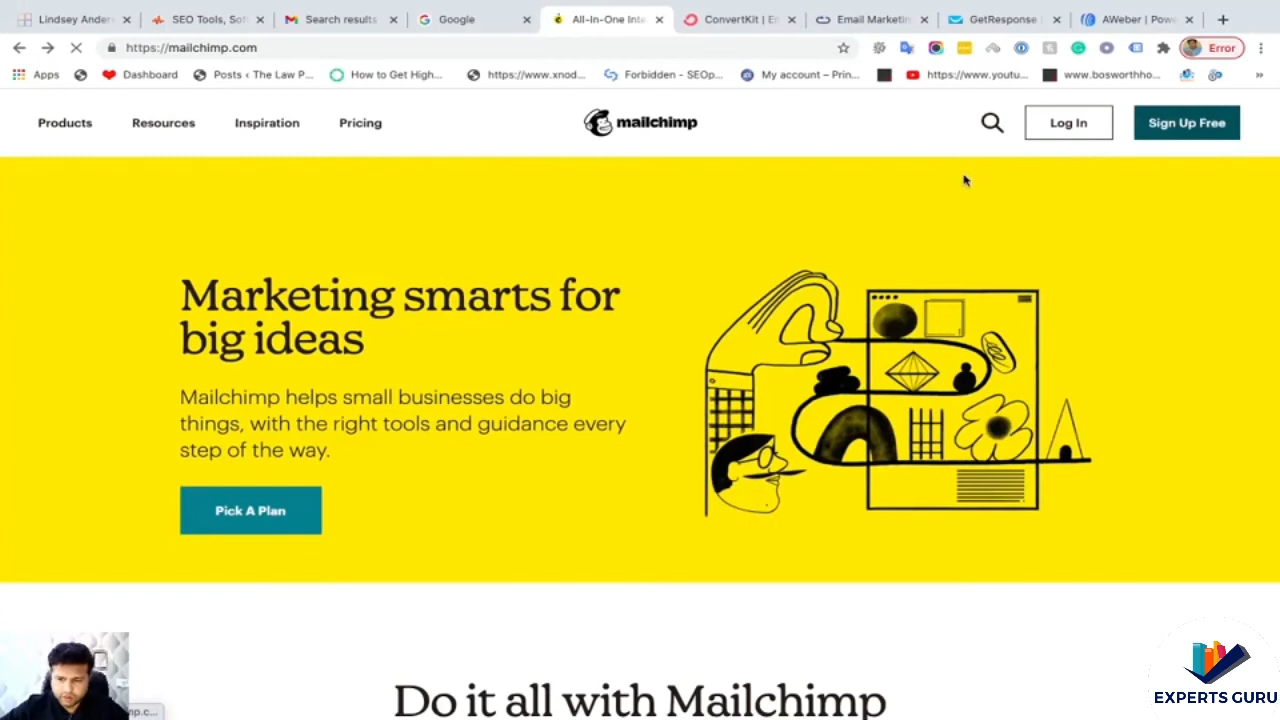 Lindsey Ander
SEO Tools, Sof
Search results
Google
All-In-One Inte
ConvertKit | En
Email Marketin
GetResponse
AWeber | Pow
https://mailchimp.com
Error
Apps
Dashboard
Posts ‹ The Law P...
How to Get High...
https://www.xnod...
Forbidden - SEOp...
My account – Prin...
https://www.youtu...
www.bosworthho...
Products
Resources
Inspiration
Pricing
mailchimp
Log In
Sign Up Free
Marketing smarts for
big ideas
Mailchimp helps small businesses do big
things, with the right tools and guidance every
step of the way.
Pick A Plan
Do it all with Mailchimp
mp.c...
EXPERTS GURU